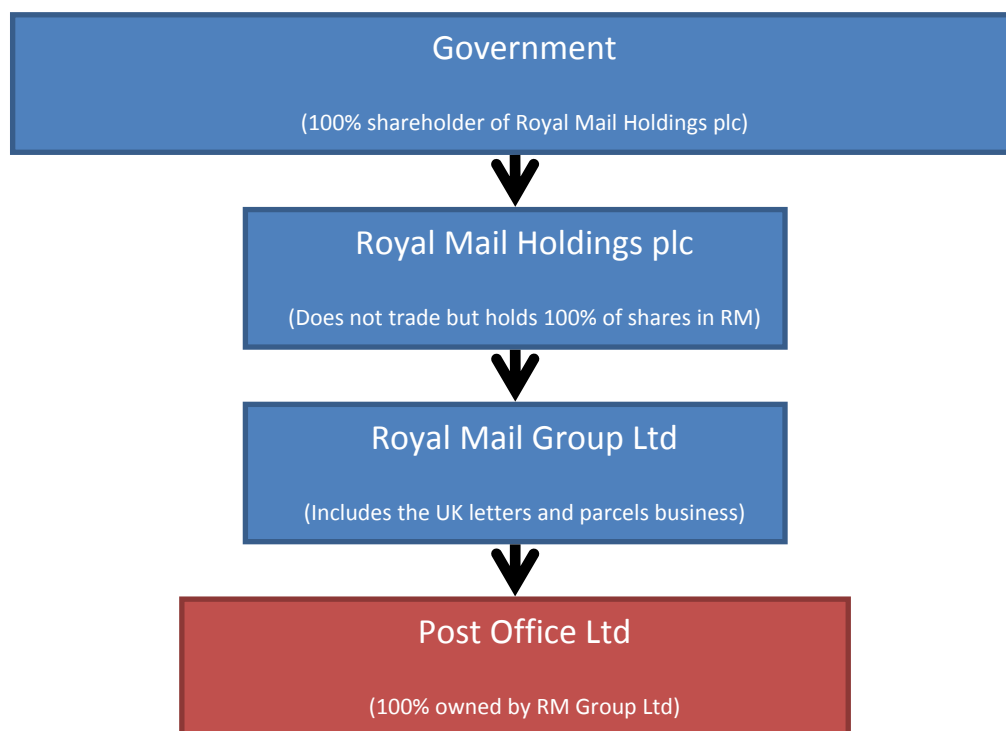 Government
(100% shareholder of Royal Mail Holdings plc)
Royal Mail Holdings plc
(Does not trade but holds 100% of shares in RM)
Royal Mail Group Ltd
(Includes the UK letters and parcels business)
Post Office Ltd
(100% owned by RM Group Ltd)